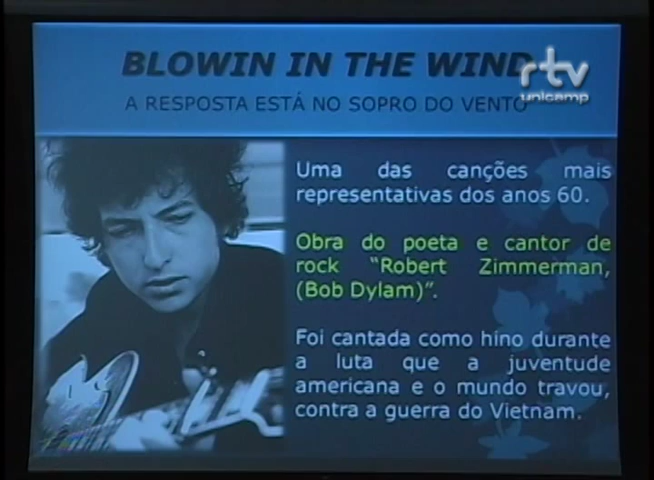 BLOWIN IN THE WIND
rtv
unicamp
A RESPOSTA ESTÁ NO SOPRO DO VENTO
Uma das canções mais
representativas dos anos 60.
Obra do poeta e cantor de
rock “Robert Zimmerman,
(Bob Dylam)”.
Foi cantada como hino durante
a luta que a juventude
americana e o mundo travou,
contra a guerra do Vietnam.